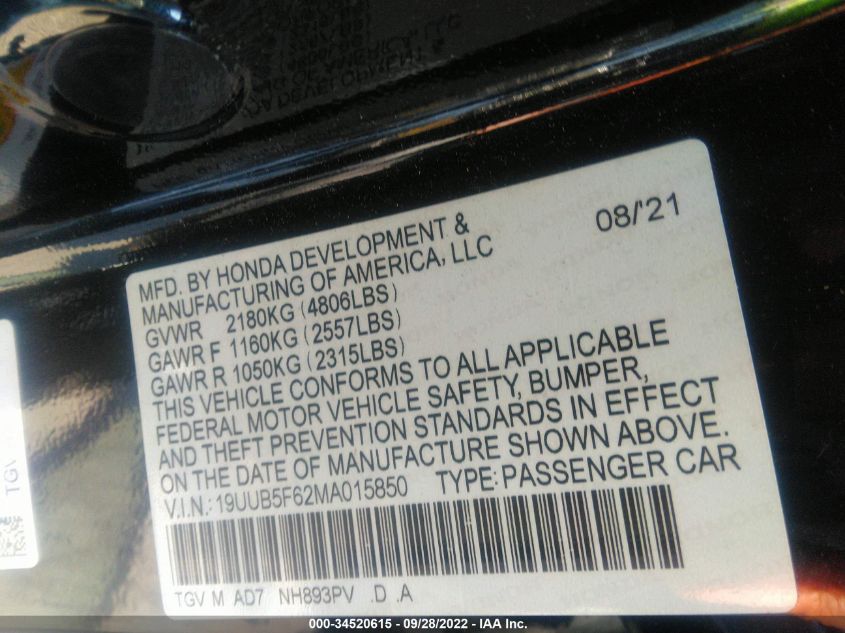 08/'21
MFD. BY HONDA DEVELOPMENT &
MANUFACTURING OF AMERICA, LLC
GVWR 2180KG (4806LBS)
GAWR F 1160KG (2557LBS)
GAWR R 1050KG (2315LBS)
THIS VEHICLE CONFORMS TO ALL APPLICABLE
FEDERAL MOTOR VEHICLE SAFETY, BUMPER,
AND THEFT PREVENTION STANDARDS IN EFFECT
ON THE DATE OF MANUFACTURE SHOWN ABOVE.
V.I.N.: 19UUB5F62MA015850 TYPE: PASSENGER CAR
TGV M AD7 NH893PV .D .A
TGV
000-34520615 - 09/28/2022 - IAA Inc.